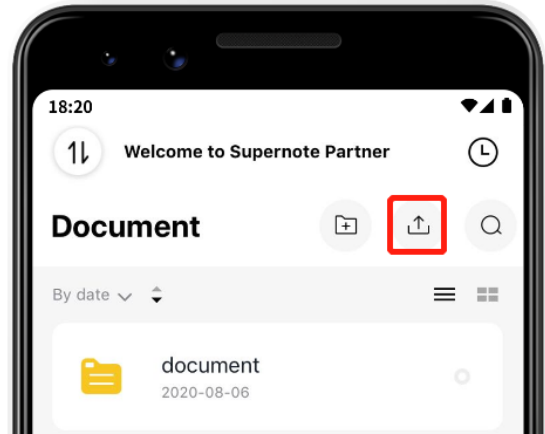 18:20
Welcome to Supernote Partner
Document
By date
document
2020-08-06